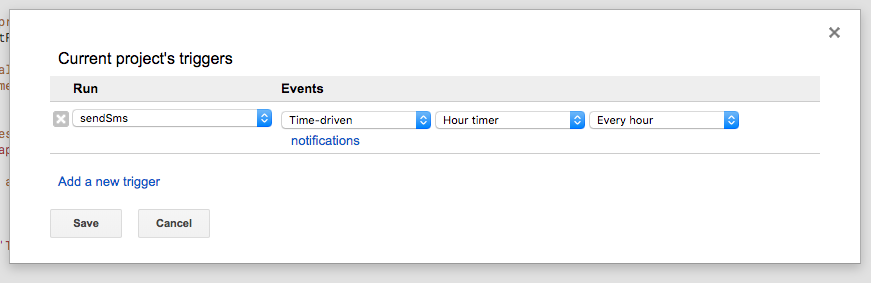 Current project's triggers
Run Events
sendSms Time-driven Hour timer Every hour
notifications
Add a new trigger
Save Cancel